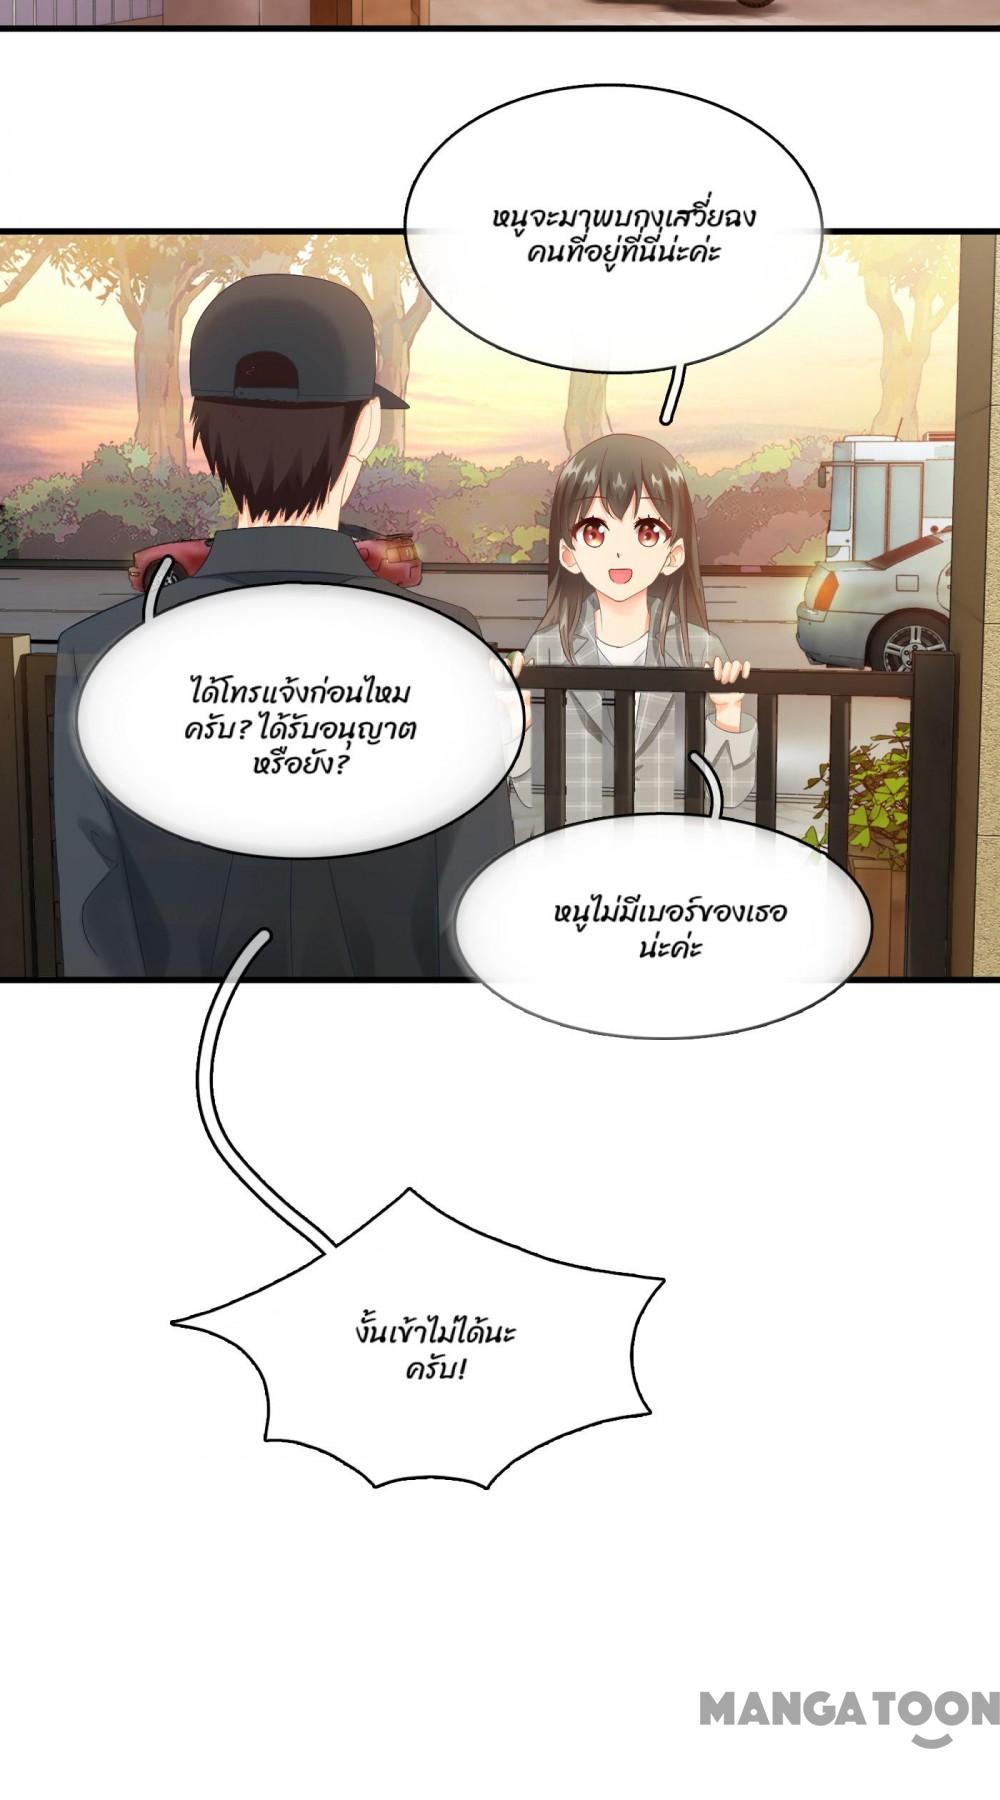 หนูจะมาพบกงเสวี่ยฉง
คนที่อยู่ที่นี่น่ะค่ะ
ได้โทรแจ้งก่อนไหม
ครับ? ได้รับอนุญาต
หรือยัง?
หนูไม่มีเบอร์ของเธอ
น่ะค่ะ
งั้นเข้าไม่ได้นะ
ครับ!
MANGATOON